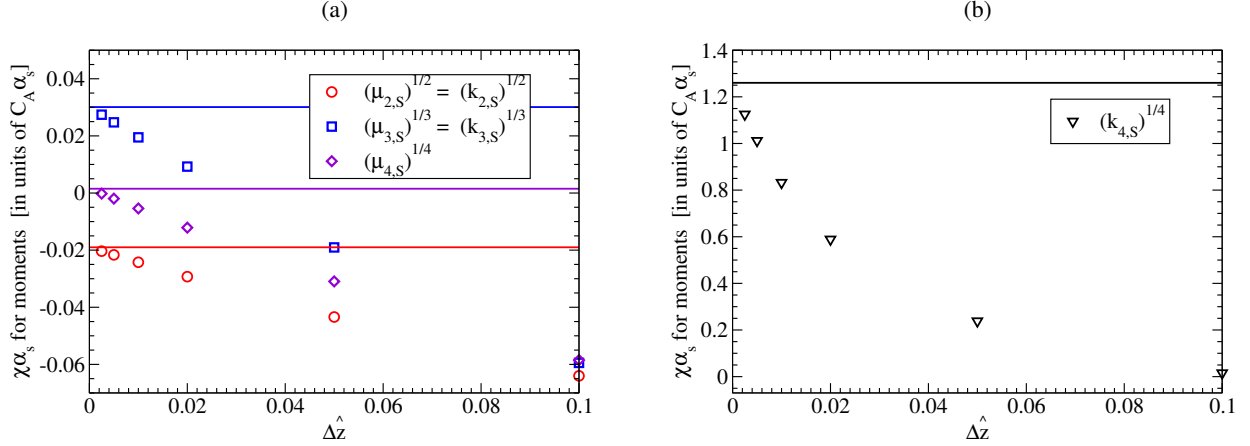 (a)
χα_s for moments [in units of C_A α_s]
0.04
0.02
0
-0.02
-0.04
-0.06
(μ_{2,S})^{1/2} = (k_{2,S})^{1/2}
(μ_{3,S})^{1/3} = (k_{3,S})^{1/3}
(μ_{4,S})^{1/4}
0 0.02 0.04 0.06 0.08 0.1
Δẑ
(b)
χα_s for moments [in units of C_A α_s]
1.4
1.2
1
0.8
0.6
0.4
0.2
0
(k_{4,S})^{1/4}
0 0.02 0.04 0.06 0.08 0.1
Δẑ